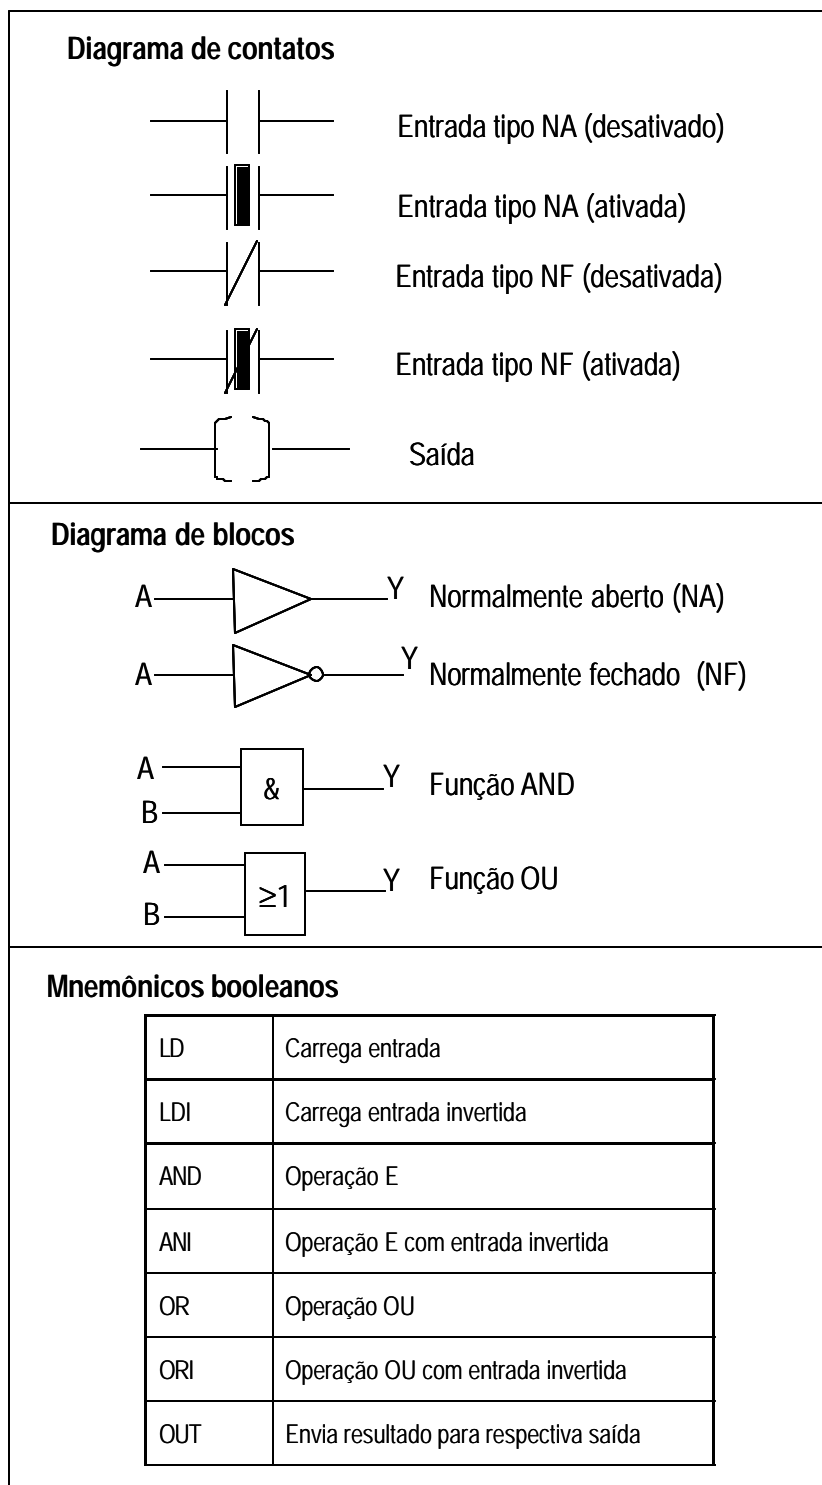 Diagrama de contatos
Entrada tipo NA (desativado)
Entrada tipo NA (ativada)
Entrada tipo NF (desativada)
Entrada tipo NF (ativada)
Saída
Diagrama de blocos
A Y Normalmente aberto (NA)
A Y Normalmente fechado (NF)
A
B
& Y Função AND
A
B
≥1 Y Função OU
Mnemônicos booleanos
LD Carrega entrada
LDI Carrega entrada invertida
AND Operação E
ANI Operação E com entrada invertida
OR Operação OU
ORI Operação OU com entrada invertida
OUT Envia resultado para respectiva saída